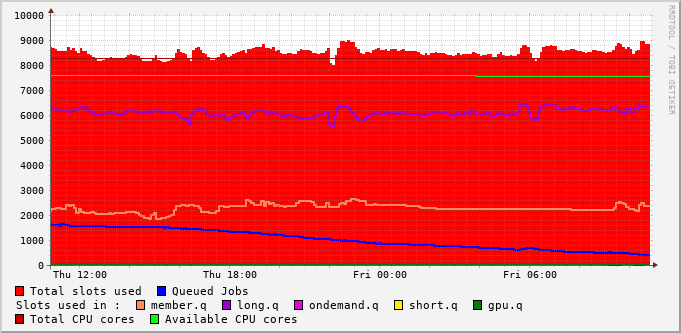 10000
9000
8000
7000
6000
5000
4000
3000
2000
1000
0
Thu 12:00 Thu 18:00 Fri 00:00 Fri 06:00
RRDTOOL / TOBI OETIKER
Total slots used Queued Jobs
Slots used in : member.q long.q ondemand.q short.q gpu.q
Total CPU cores Available CPU cores